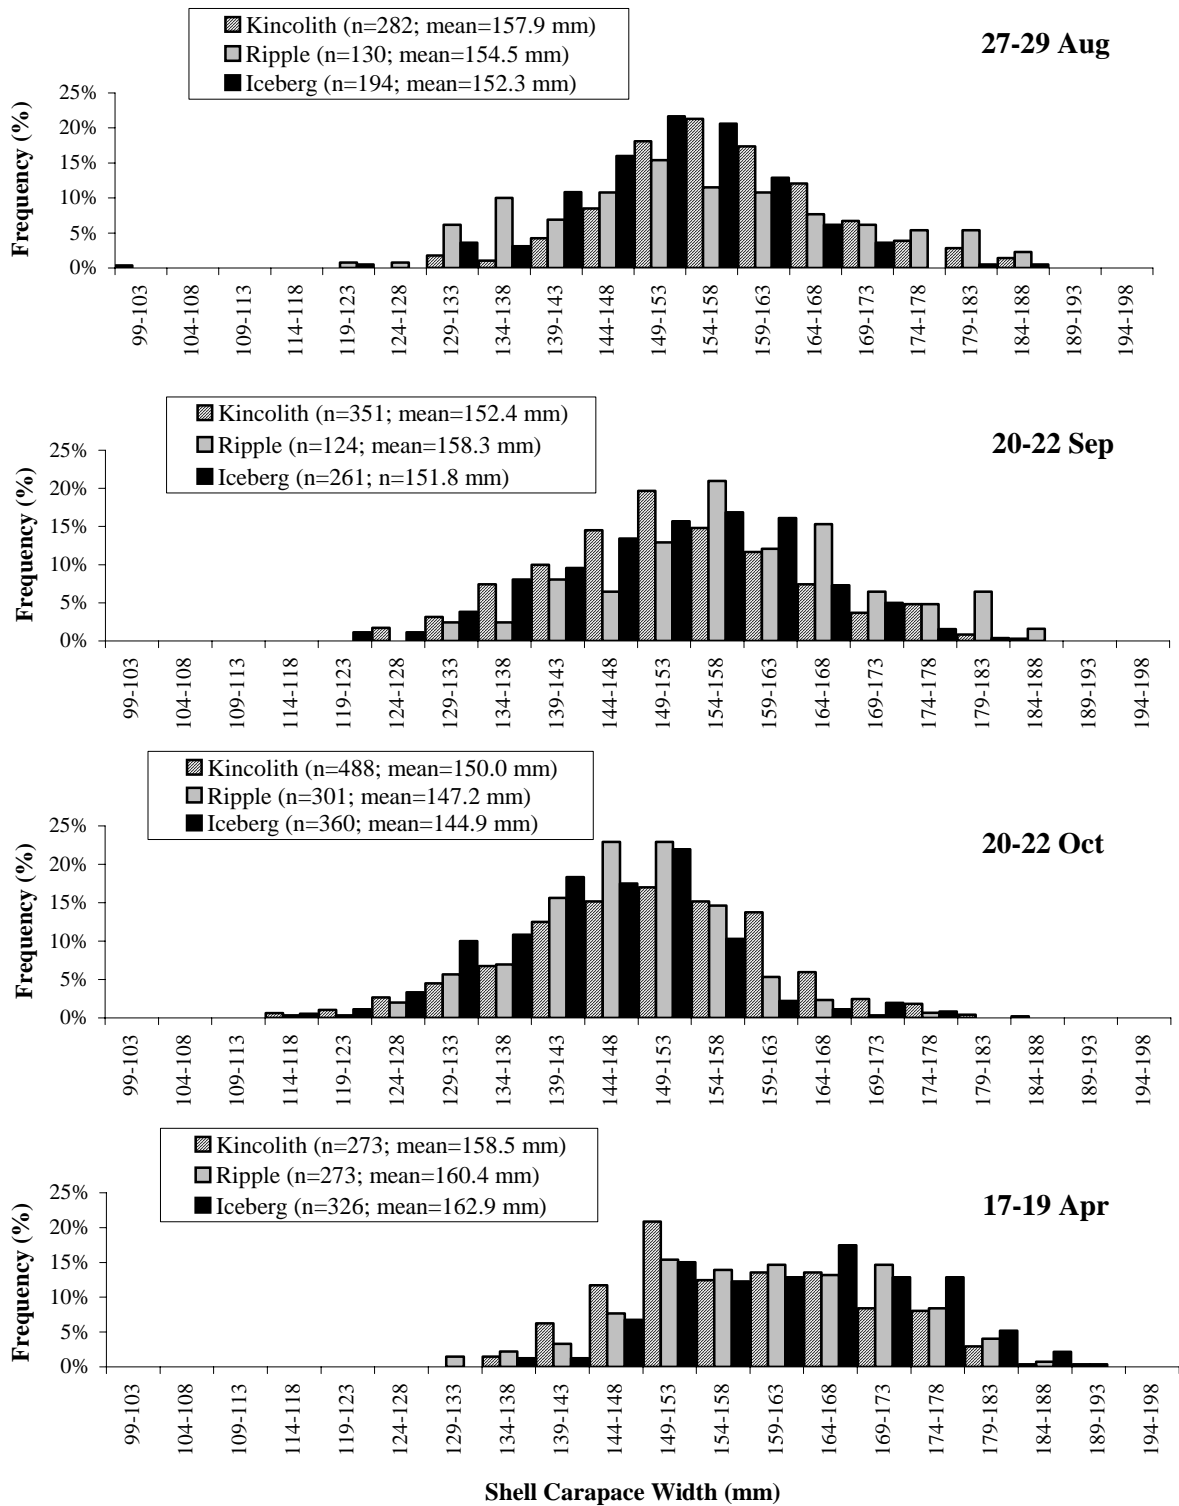 Kincolith (n=282; mean=157.9 mm)
Ripple (n=130; mean=154.5 mm)
Iceberg (n=194; mean=152.3 mm)
27-29 Aug
Frequency (%)
25%
20%
15%
10%
5%
0%
99-103 104-108 109-113 114-118 119-123 124-128 129-133 134-138 139-143 144-148 149-153 154-158 159-163 164-168 169-173 174-178 179-183 184-188 189-193 194-198
Kincolith (n=351; mean=152.4 mm)
Ripple (n=124; mean=158.3 mm)
Iceberg (n=261; n=151.8 mm)
20-22 Sep
Frequency (%)
25%
20%
15%
10%
5%
0%
99-103 104-108 109-113 114-118 119-123 124-128 129-133 134-138 139-143 144-148 149-153 154-158 159-163 164-168 169-173 174-178 179-183 184-188 189-193 194-198
Kincolith (n=488; mean=150.0 mm)
Ripple (n=301; mean=147.2 mm)
Iceberg (n=360; mean=144.9 mm)
20-22 Oct
Frequency (%)
25%
20%
15%
10%
5%
0%
99-103 104-108 109-113 114-118 119-123 124-128 129-133 134-138 139-143 144-148 149-153 154-158 159-163 164-168 169-173 174-178 179-183 184-188 189-193 194-198
Kincolith (n=273; mean=158.5 mm)
Ripple (n=273; mean=160.4 mm)
Iceberg (n=326; mean=162.9 mm)
17-19 Apr
Frequency (%)
25%
20%
15%
10%
5%
0%
99-103 104-108 109-113 114-118 119-123 124-128 129-133 134-138 139-143 144-148 149-153 154-158 159-163 164-168 169-173 174-178 179-183 184-188 189-193 194-198
Shell Carapace Width (mm)